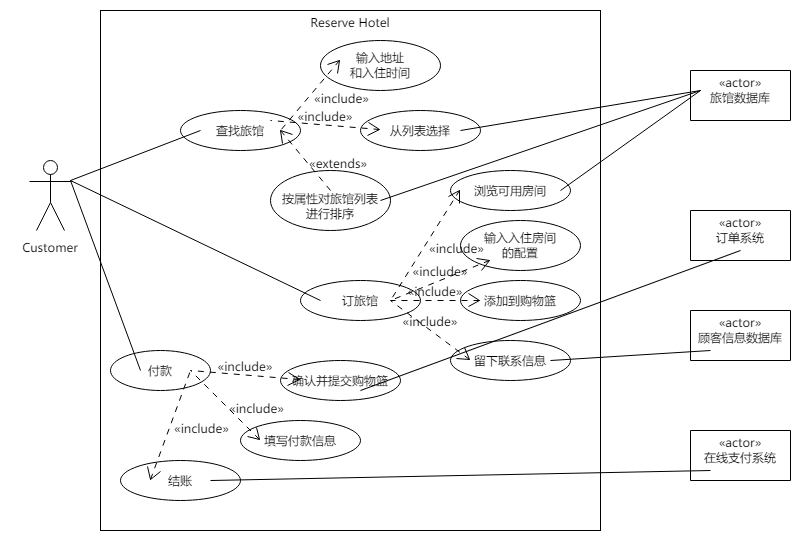 Reserve Hotel
输入地址
和入住时间
«include»
«include»
查找旅馆
从列表选择
«actor»
旅馆数据库
«extends»
按属性对旅馆列表
进行排序
浏览可用房间
Customer
«include»
输入入住房间
的配置
«actor»
订单系统
«include»
订旅馆
«include»
添加到购物篮
«include»
«actor»
顾客信息数据库
留下联系信息
付款
«include»
确认并提交购物篮
«include»
«include»
填写付款信息
«actor»
在线支付系统
结账